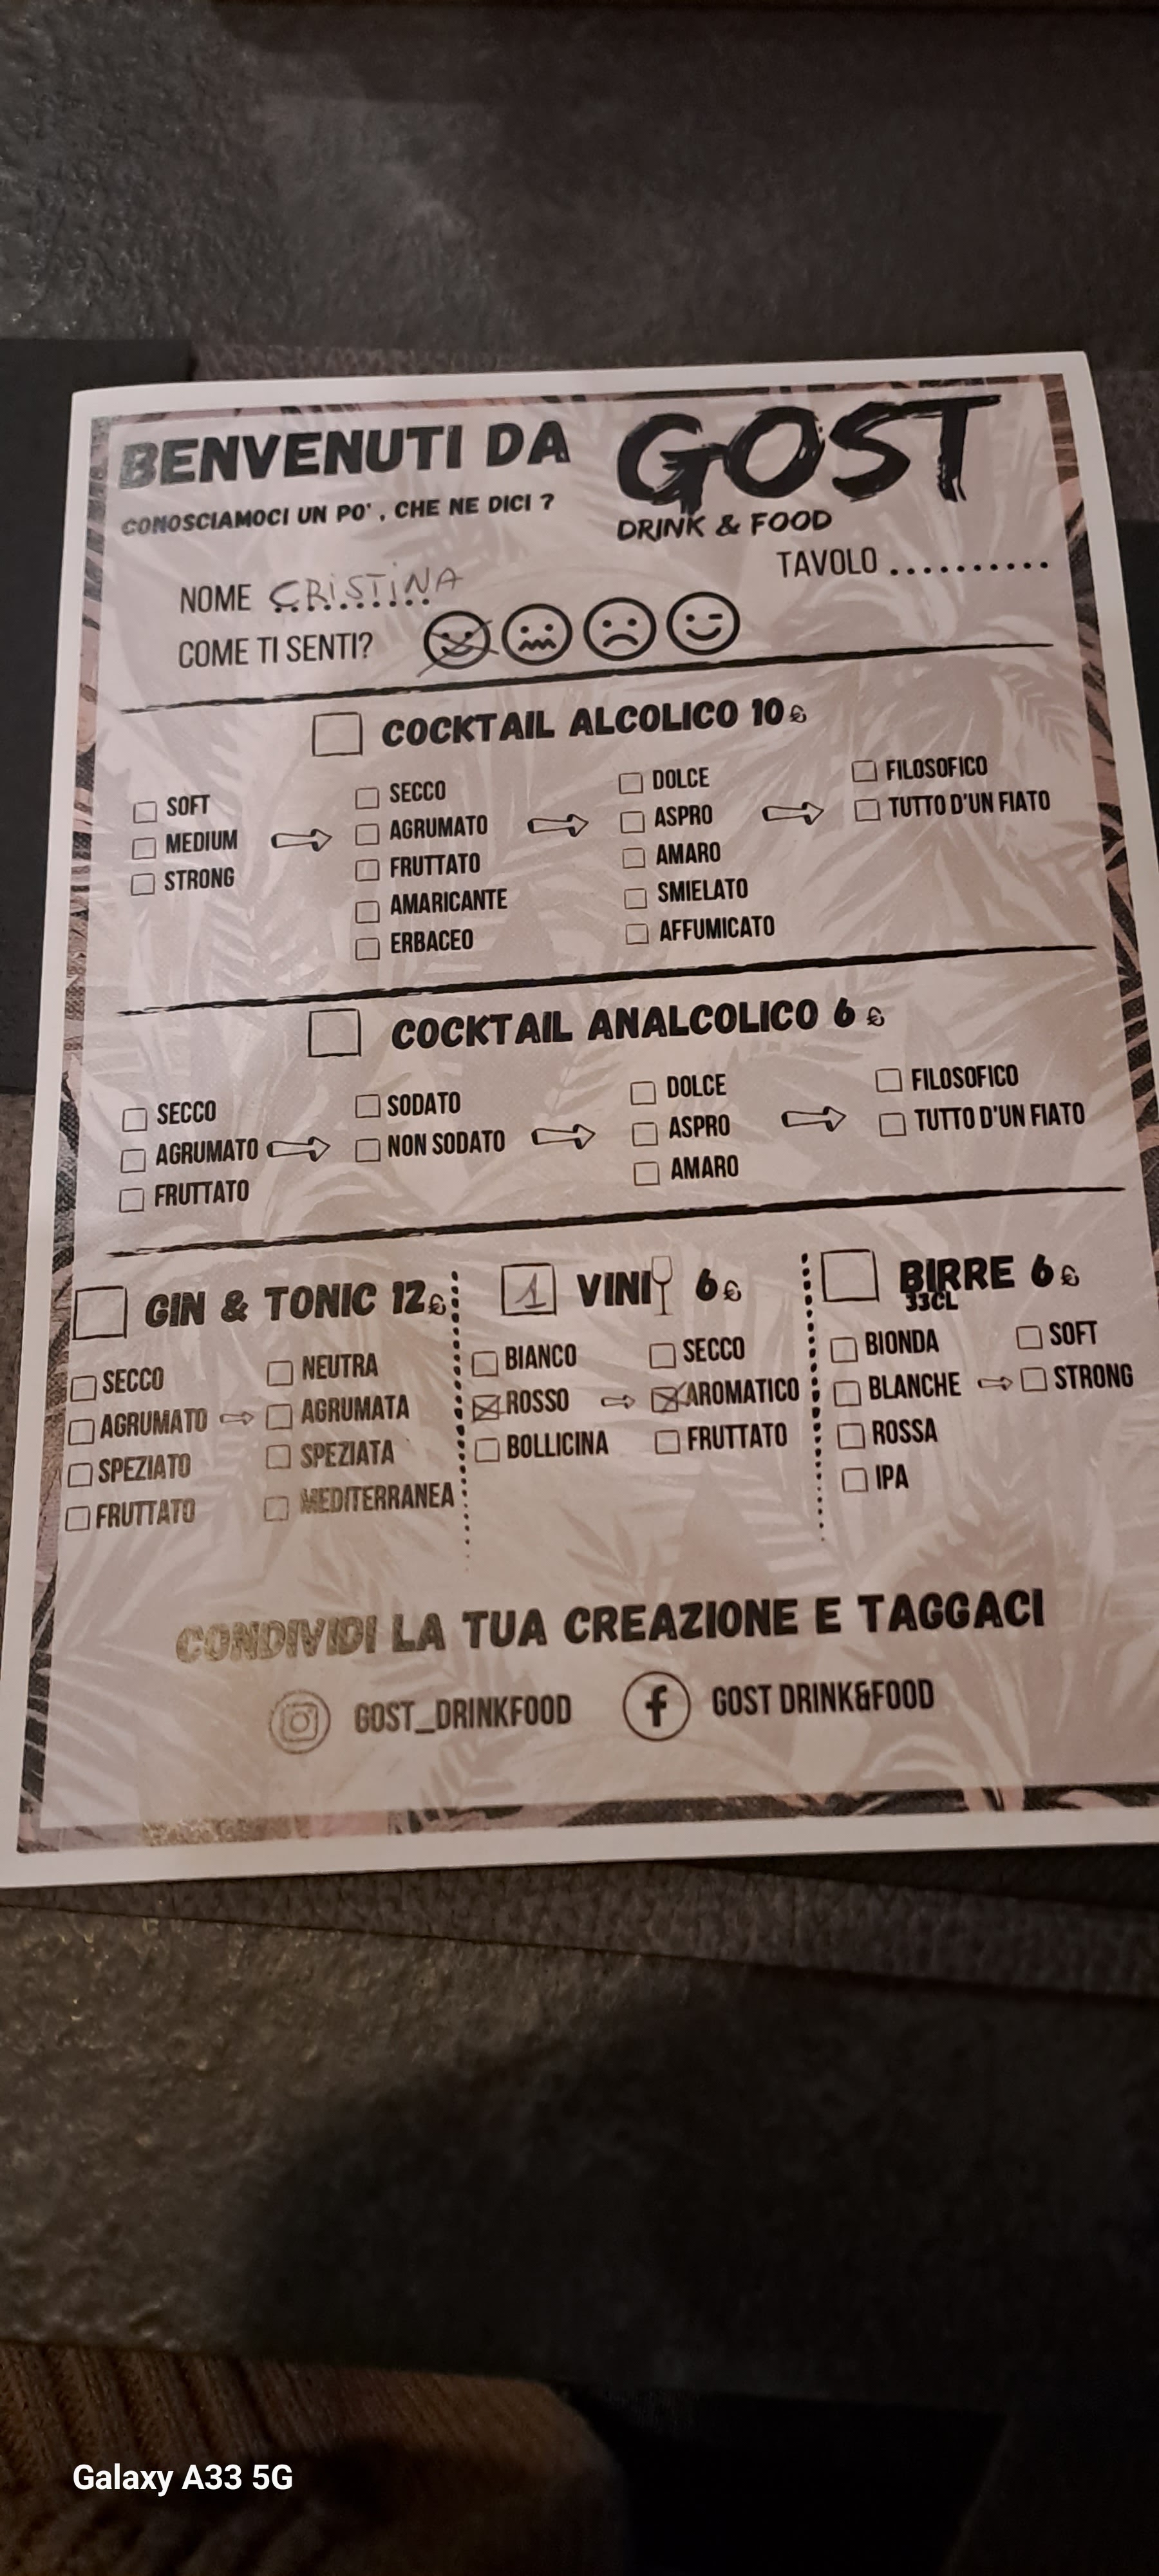 BENVENUTI DA GOST
CONOSCIAMOCI UN PO' , CHE NE DICI ?
DRINK & FOOD
TAVOLO ..........
NOME CRISTINA
COME TI SENTI?
COCKTAIL ALCOLICO 10€
SOFT
MEDIUM
STRONG
SECCO
AGRUMATO
FRUTTATO
AMARICANTE
ERBACEO
DOLCE
ASPRO
AMARO
SMIELATO
AFFUMICATO
FILOSOFICO
TUTTO D'UN FIATO
COCKTAIL ANALCOLICO 6 €
SECCO
AGRUMATO
FRUTTATO
SODATO
NON SODATO
DOLCE
ASPRO
AMARO
FILOSOFICO
TUTTO D'UN FIATO
GIN & TONIC 12€
SECCO
AGRUMATO
SPEZIATO
FRUTTATO
NEUTRA
AGRUMATA
SPEZIATA
MEDITERRANEA
1 VINI 6€
BIANCO
ROSSO
BOLLICINA
SECCO
AROMATICO
FRUTTATO
BIRRE 6€
33CL
BIONDA
BLANCHE
ROSSA
IPA
SOFT
STRONG
CONDIVIDI LA TUA CREAZIONE E TAGGACI
GOST_DRINKFOOD
GOST DRINK&FOOD
Galaxy A33 5G